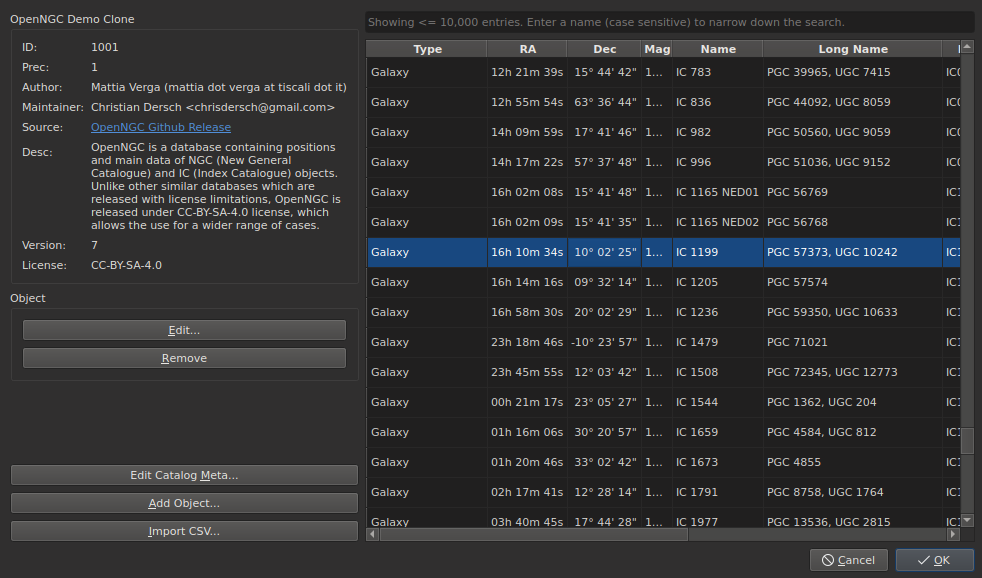 OpenNGC Demo Clone
ID: 1001
Prec: 1
Author: Mattia Verga (mattia dot verga at tiscali dot it)
Maintainer: Christian Dersch <chrisdersch@gmail.com>
Source: OpenNGC Github Release
Desc: OpenNGC is a database containing positions
and main data of NGC (New General
Catalogue) and IC (Index Catalogue) objects.
Unlike other similar databases which are
released with license limitations, OpenNGC is
released under CC-BY-SA-4.0 license, which
allows the use for a wider range of cases.
Version: 7
License: CC-BY-SA-4.0
Object
Edit...
Remove
Edit Catalog Meta...
Add Object...
Import CSV...
Showing <= 10,000 entries. Enter a name (case sensitive) to narrow down the search.
Type RA Dec Mag Name Long Name
Galaxy 12h 21m 39s 15° 44' 42" 1... IC 783 PGC 39965, UGC 7415 IC0
Galaxy 12h 55m 54s 63° 36' 44" 1... IC 836 PGC 44092, UGC 8059 IC0
Galaxy 14h 09m 59s 17° 41' 46" 1... IC 982 PGC 50560, UGC 9059 IC0
Galaxy 14h 17m 22s 57° 37' 48" 1... IC 996 PGC 51036, UGC 9152 IC0
Galaxy 16h 02m 08s 15° 41' 48" 1... IC 1165 NED01 PGC 56769 IC1
Galaxy 16h 02m 09s 15° 41' 35" 1... IC 1165 NED02 PGC 56768 IC1
Galaxy 16h 10m 34s 10° 02' 25" 1... IC 1199 PGC 57373, UGC 10242 IC1
Galaxy 16h 14m 16s 09° 32' 14" 1... IC 1205 PGC 57574 IC1
Galaxy 16h 58m 30s 20° 02' 29" 1... IC 1236 PGC 59350, UGC 10633 IC1
Galaxy 23h 18m 46s -10° 23' 57" 1... IC 1479 PGC 71021 IC1
Galaxy 23h 45m 55s 12° 03' 42" 1... IC 1508 PGC 72345, UGC 12773 IC1
Galaxy 00h 21m 17s 23° 05' 27" 1... IC 1544 PGC 1362, UGC 204 IC1
Galaxy 01h 16m 06s 30° 20' 57" 1... IC 1659 PGC 4584, UGC 812 IC1
Galaxy 01h 20m 46s 33° 02' 42" 1... IC 1673 PGC 4855 IC1
Galaxy 02h 17m 41s 12° 28' 14" 1... IC 1791 PGC 8758, UGC 1764 IC1
Galaxy 03h 40m 45s 17° 44' 28" 1... IC 1977 PGC 13536, UGC 2815 IC1
Cancel OK